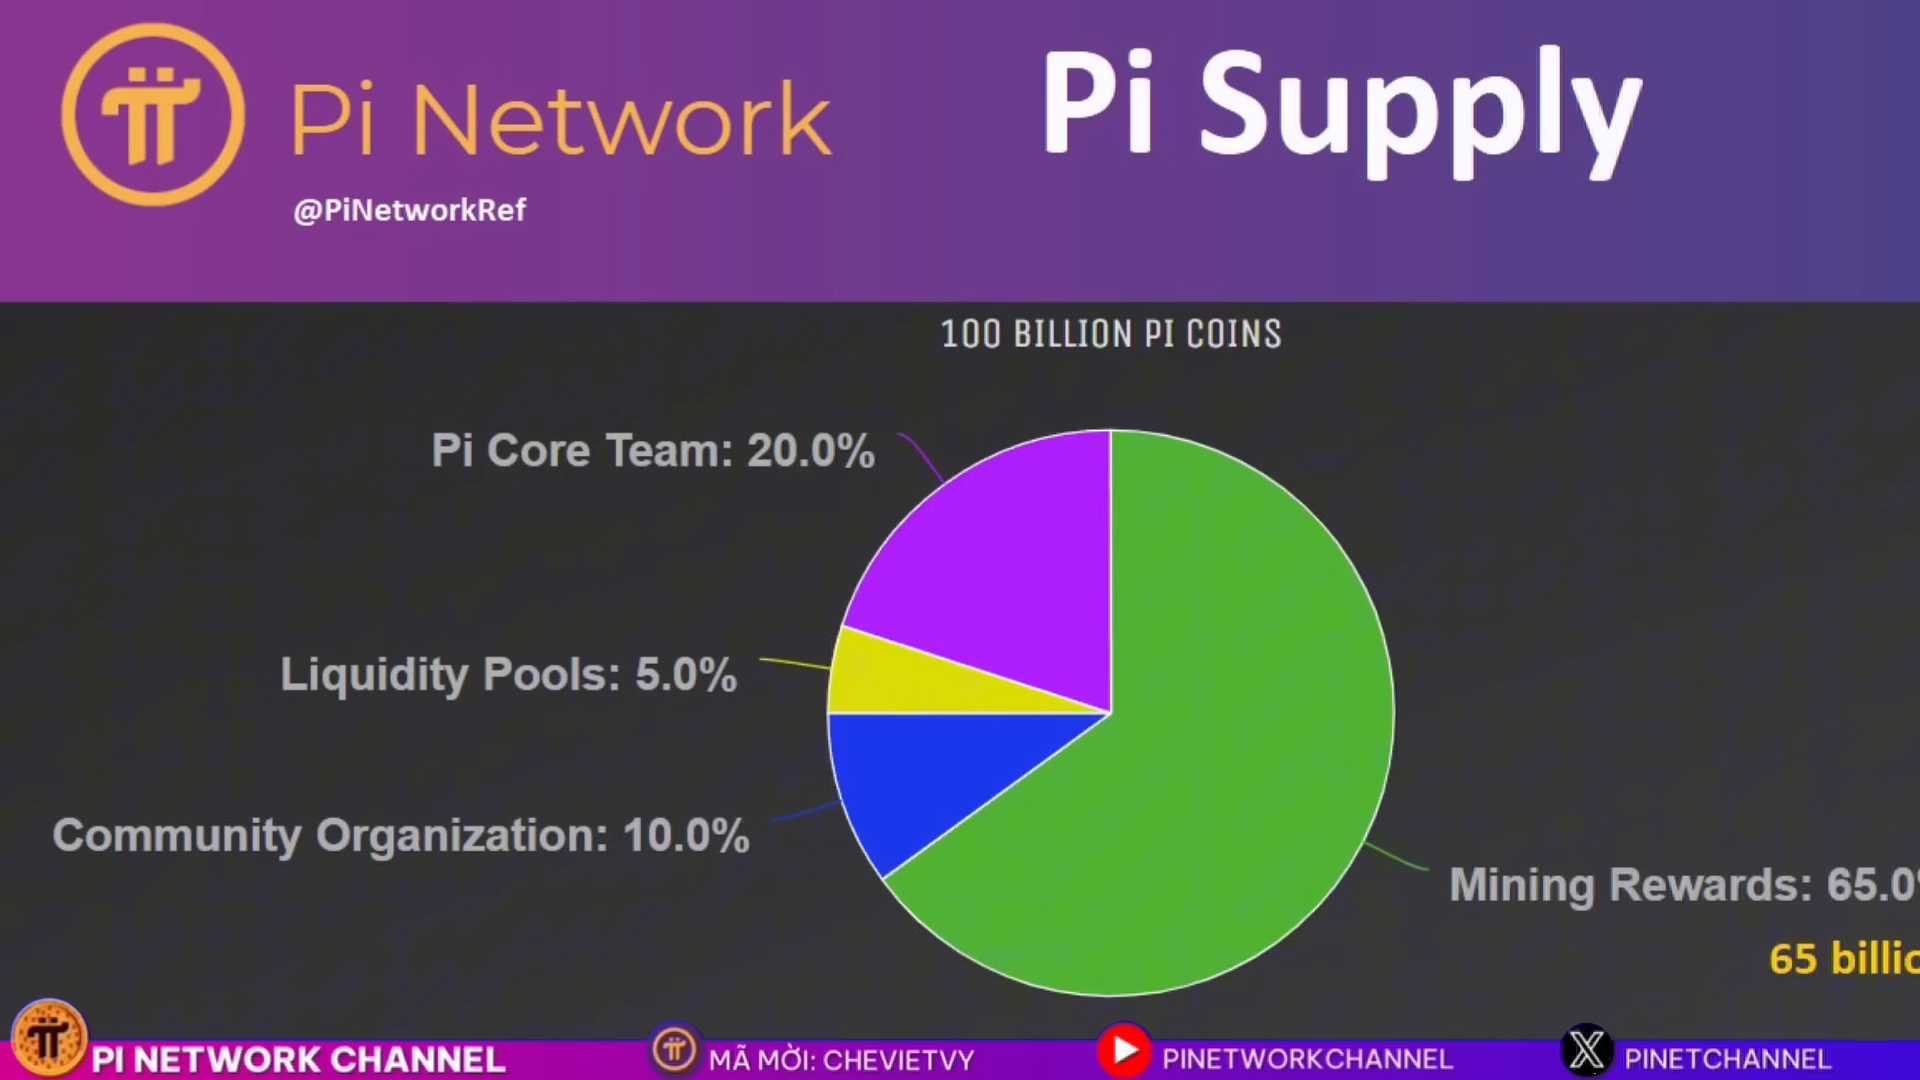 Pi Network
Pi Supply
@PiNetworkRef
100 BILLION PI COINS
Pi Core Team: 20.0%
Liquidity Pools: 5.0%
Community Organization: 10.0%
Mining Rewards: 65.0%
65 billio
PI NETWORK CHANNEL
MÃ MỜI: CHEVIETVY
PINETWORKCHANNEL
PINETCHANNEL